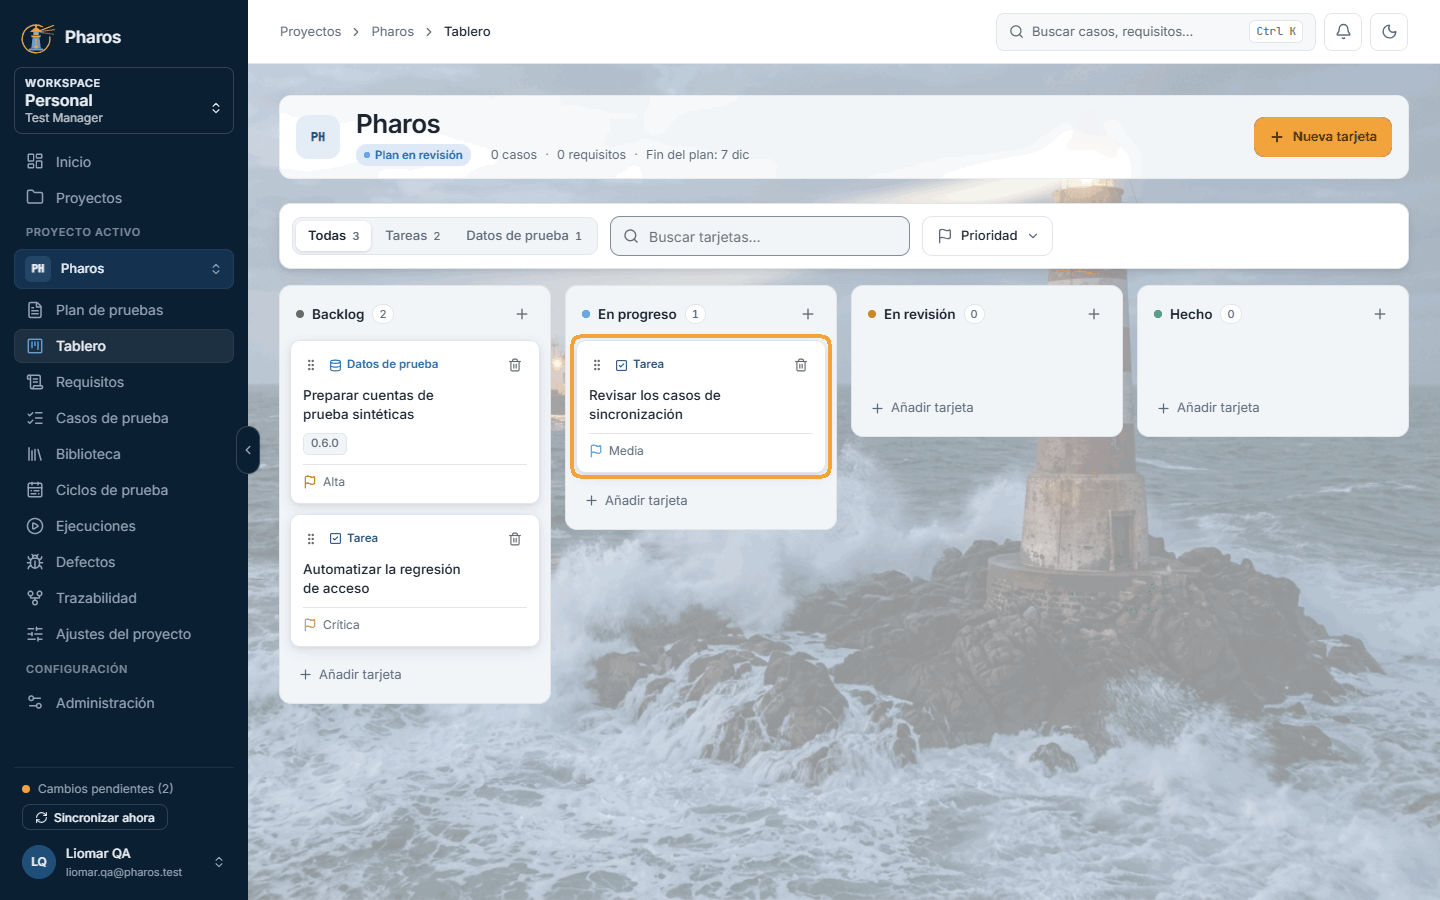 Pharos
WORKSPACE
Personal
Test Manager
Inicio
Proyectos
PROYECTO ACTIVO
PH Pharos
Plan de pruebas
Tablero
Requisitos
Casos de prueba
Biblioteca
Ciclos de prueba
Ejecuciones
Defectos
Trazabilidad
Ajustes del proyecto
CONFIGURACIÓN
Administración
Cambios pendientes (2)
Sincronizar ahora
LQ
Liomar QA
liomar.qa@pharos.test
Proyectos > Pharos > Tablero
Buscar casos, requisitos... Ctrl K
PH
Pharos
Plan en revisión 0 casos · 0 requisitos · Fin del plan: 7 dic
+ Nueva tarjeta
Todas 3 Tareas 2 Datos de prueba 1
Buscar tarjetas...
Prioridad
Backlog 2
Datos de prueba
Preparar cuentas de
prueba sintéticas
0.6.0
Alta
Tarea
Automatizar la regresión
de acceso
Crítica
+ Añadir tarjeta
En progreso 1
Tarea
Revisar los casos de
sincronización
Media
+ Añadir tarjeta
En revisión 0
+ Añadir tarjeta
Hecho 0
+ Añadir tarjeta